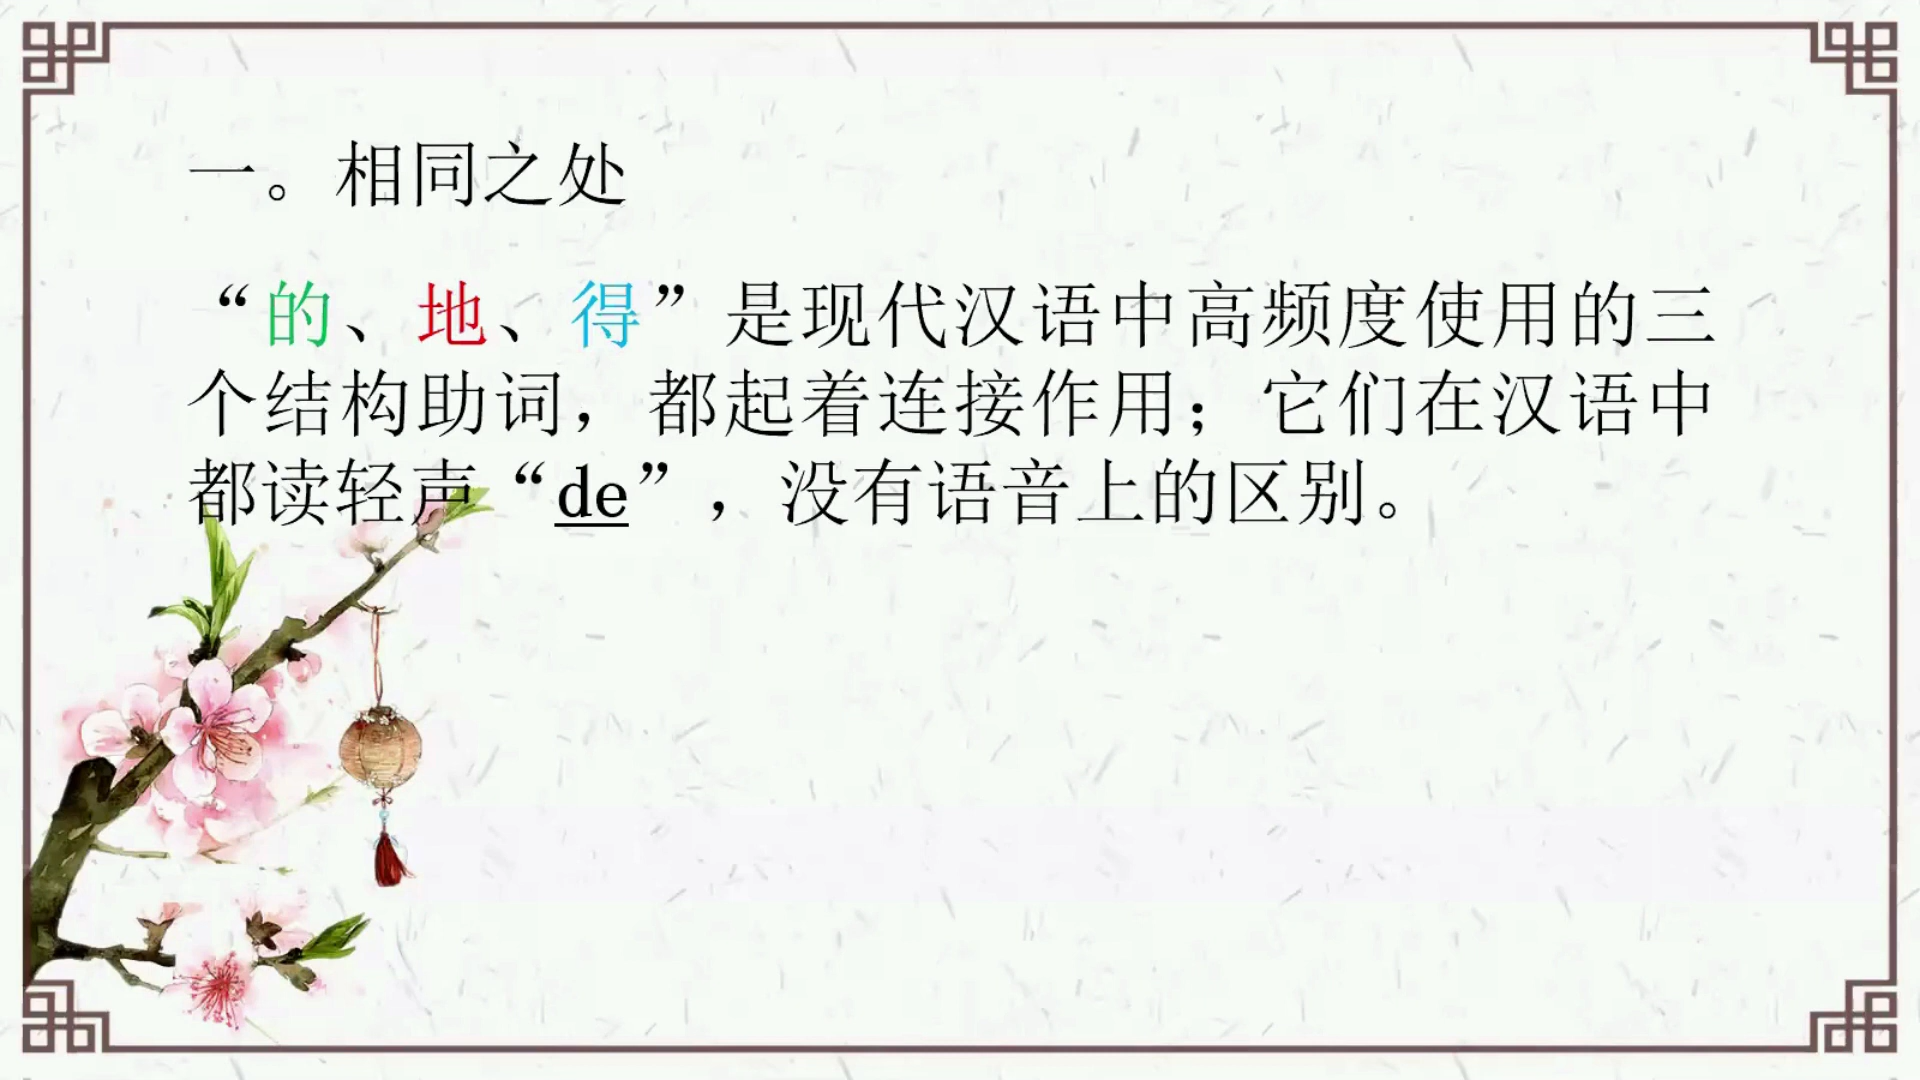 一。相同之处
“的、地、得”是现代汉语中高频度使用的三
个结构助词，都起着连接作用；它们在汉语中
都读轻声“de”，没有语音上的区别。